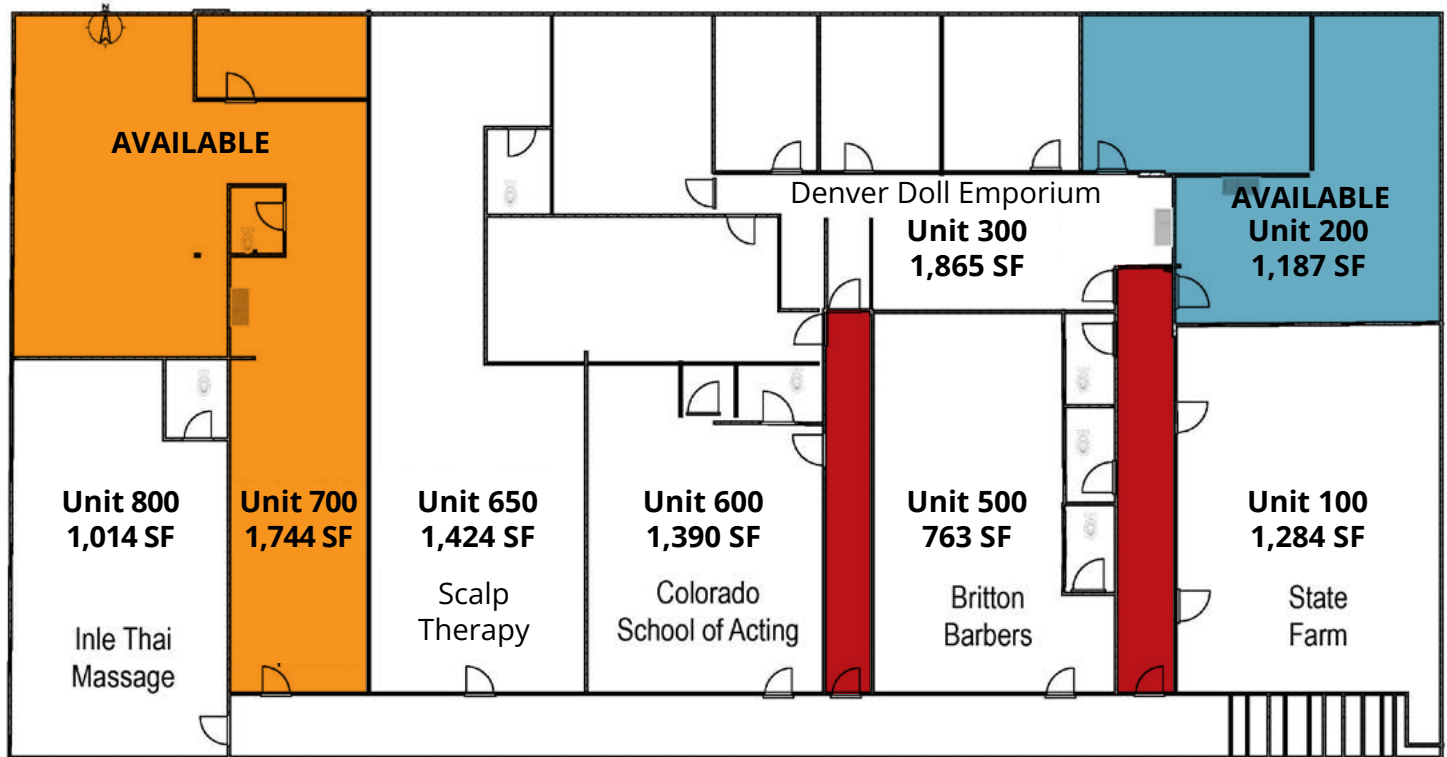 N
AVAILABLE
Denver Doll Emporium
Unit 300
1,865 SF
AVAILABLE
Unit 200
1,187 SF
Unit 800
1,014 SF
Inle Thai
Massage
Unit 700
1,744 SF
Unit 650
1,424 SF
Scalp
Therapy
Unit 600
1,390 SF
Colorado
School of Acting
Unit 500
763 SF
Britton
Barbers
Unit 100
1,284 SF
State
Farm